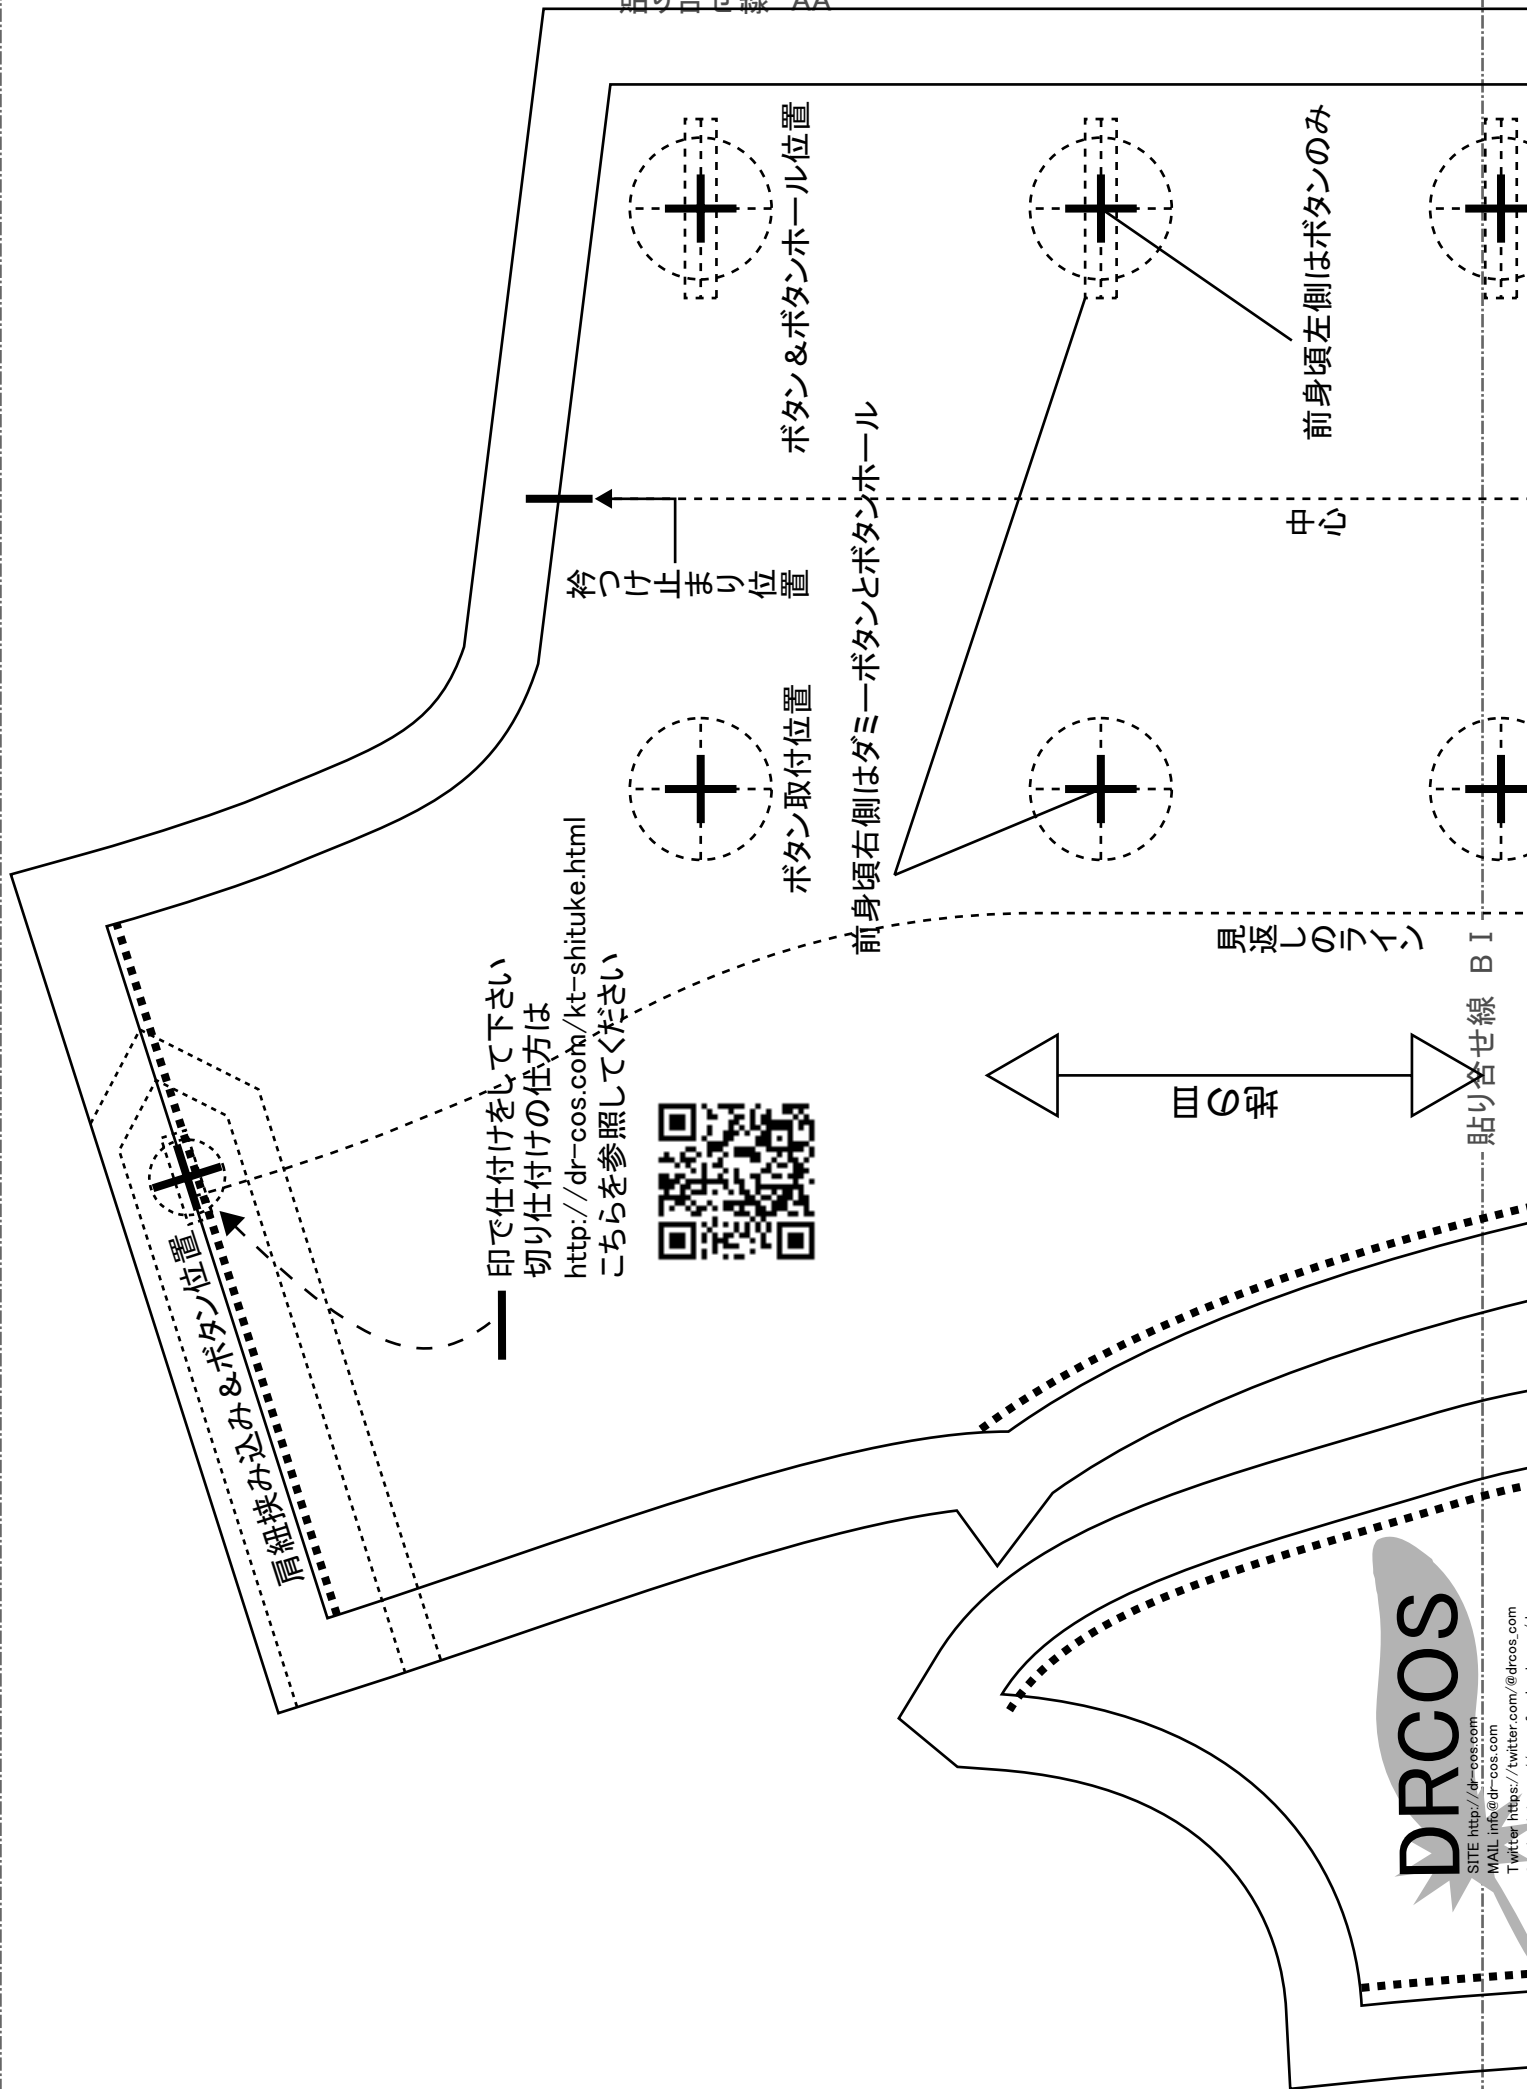 貼り合せ線 AA
ボタン&ボタンホール位置
前身頃左側はボタンのみ
前身頃右側はダミーボタンとボタンホール
中心
衿つけ止まり位置
ボタン取付位置
見返しのライン
印で仕付けをして下さい
切り仕付けの仕方は
http://dr-cos.com/kt-shituke.html
こちらを参照してください
地の目
貼り合せ線 BI
肩紐挟み込み&ボタン位置
DRCOS
SITE http://dr-cos.com
MAIL info@dr-cos.com
Twitter https://twitter.com/@drcos_com